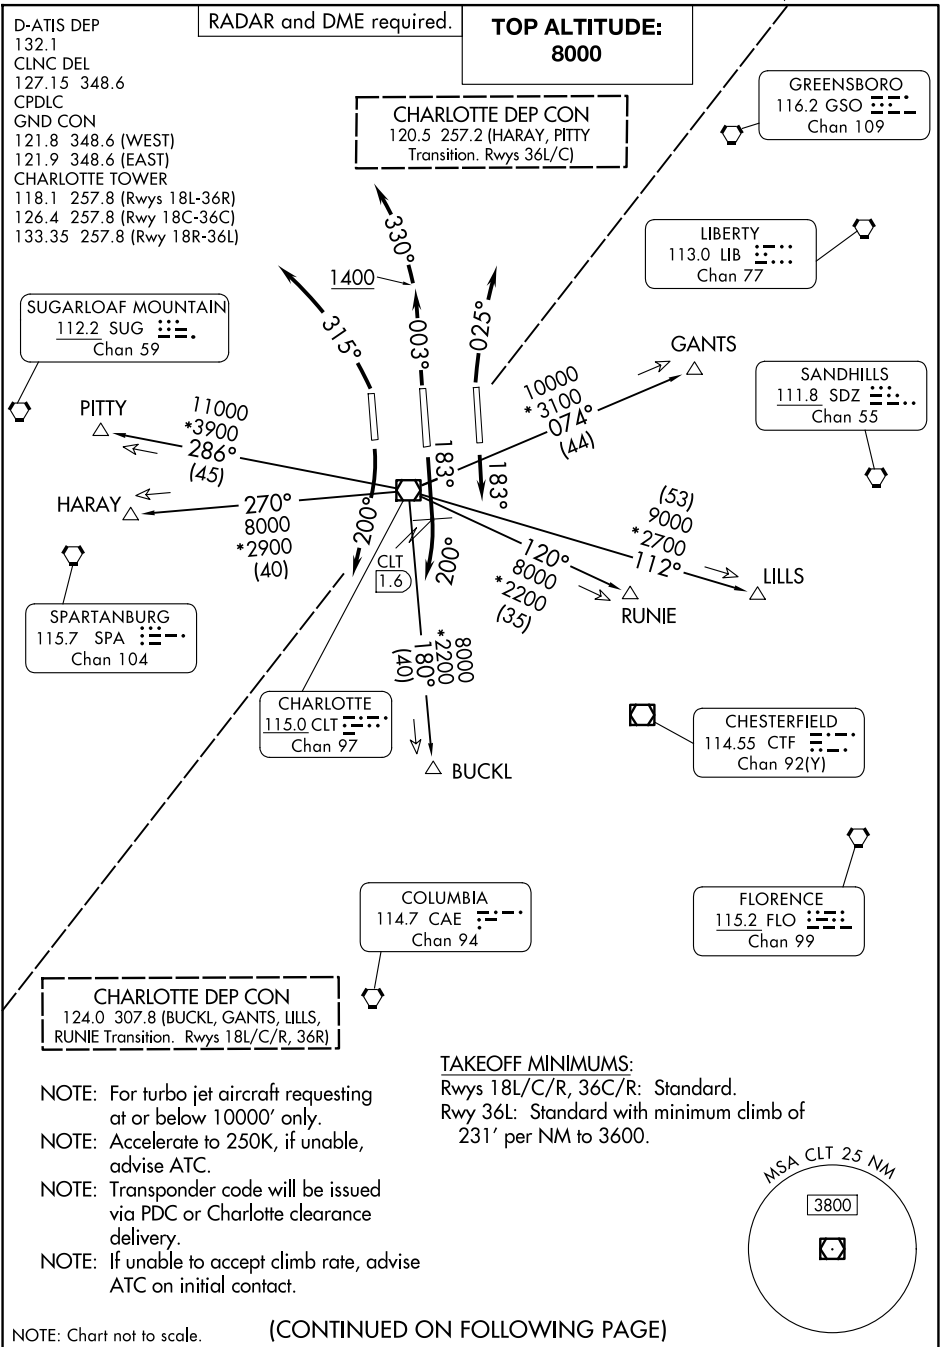 RADAR and DME required.
TOP ALTITUDE:
8000
D-ATIS DEP
132.1
CLNC DEL
127.15 348.6
CPDLC
GND CON
121.8 348.6 (WEST)
121.9 348.6 (EAST)
CHARLOTTE TOWER
118.1 257.8 (Rwys 18L-36R)
126.4 257.8 (Rwy 18C-36C)
133.35 257.8 (Rwy 18R-36L)
CHARLOTTE DEP CON
120.5 257.2 (HARAY, PITTY
Transition. Rwys 36L/C)
GREENSBORO
116.2 GSO
Chan 109
LIBERTY
113.0 LIB
Chan 77
SUGARLOAF MOUNTAIN
112.2 SUG
Chan 59
330°
1400
315°
003°
025°
GANTS
10000
*3100
074°
(44)
SANDHILLS
111.8 SDZ
Chan 55
PITTY
11000
*3900
286°
(45)
183°
183°
HARAY
270°
8000
*2900
(40)
200°
200°
CLT
1.6
(53)
9000
*2700
112°
LILLS
120°
8000
*2200
(35)
RUNIE
SPARTANBURG
115.7 SPA
Chan 104
8000
*2200
180°
(40)
BUCKL
CHARLOTTE
115.0 CLT
Chan 97
CHESTERFIELD
114.55 CTF
Chan 92(Y)
COLUMBIA
114.7 CAE
Chan 94
FLORENCE
115.2 FLO
Chan 99
CHARLOTTE DEP CON
124.0 307.8 (BUCKL, GANTS, LILLS,
RUNIE Transition. Rwys 18L/C/R, 36R)
NOTE: For turbo jet aircraft requesting
at or below 10000' only.
NOTE: Accelerate to 250K, if unable,
advise ATC.
NOTE: Transponder code will be issued
via PDC or Charlotte clearance
delivery.
NOTE: If unable to accept climb rate, advise
ATC on initial contact.
TAKEOFF MINIMUMS:
Rwys 18L/C/R, 36C/R: Standard.
Rwy 36L: Standard with minimum climb of
231' per NM to 3600.
MSA CLT 25 NM
3800
NOTE: Chart not to scale.
(CONTINUED ON FOLLOWING PAGE)